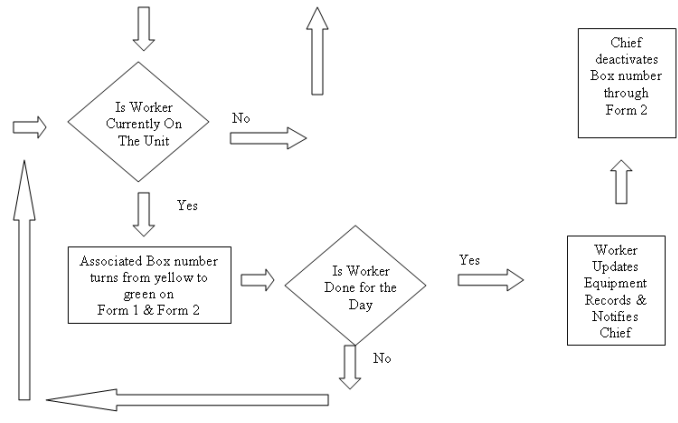 Is Worker
Currently On
The Unit
No
Chief
deactivates
Box number
through
Form 2
Yes
Associated Box number
turns from yellow to
green on
Form 1 & Form 2
Is Worker
Done for the
Day
Yes
Worker
Updates
Equipment
Records &
Notifies
Chief
No